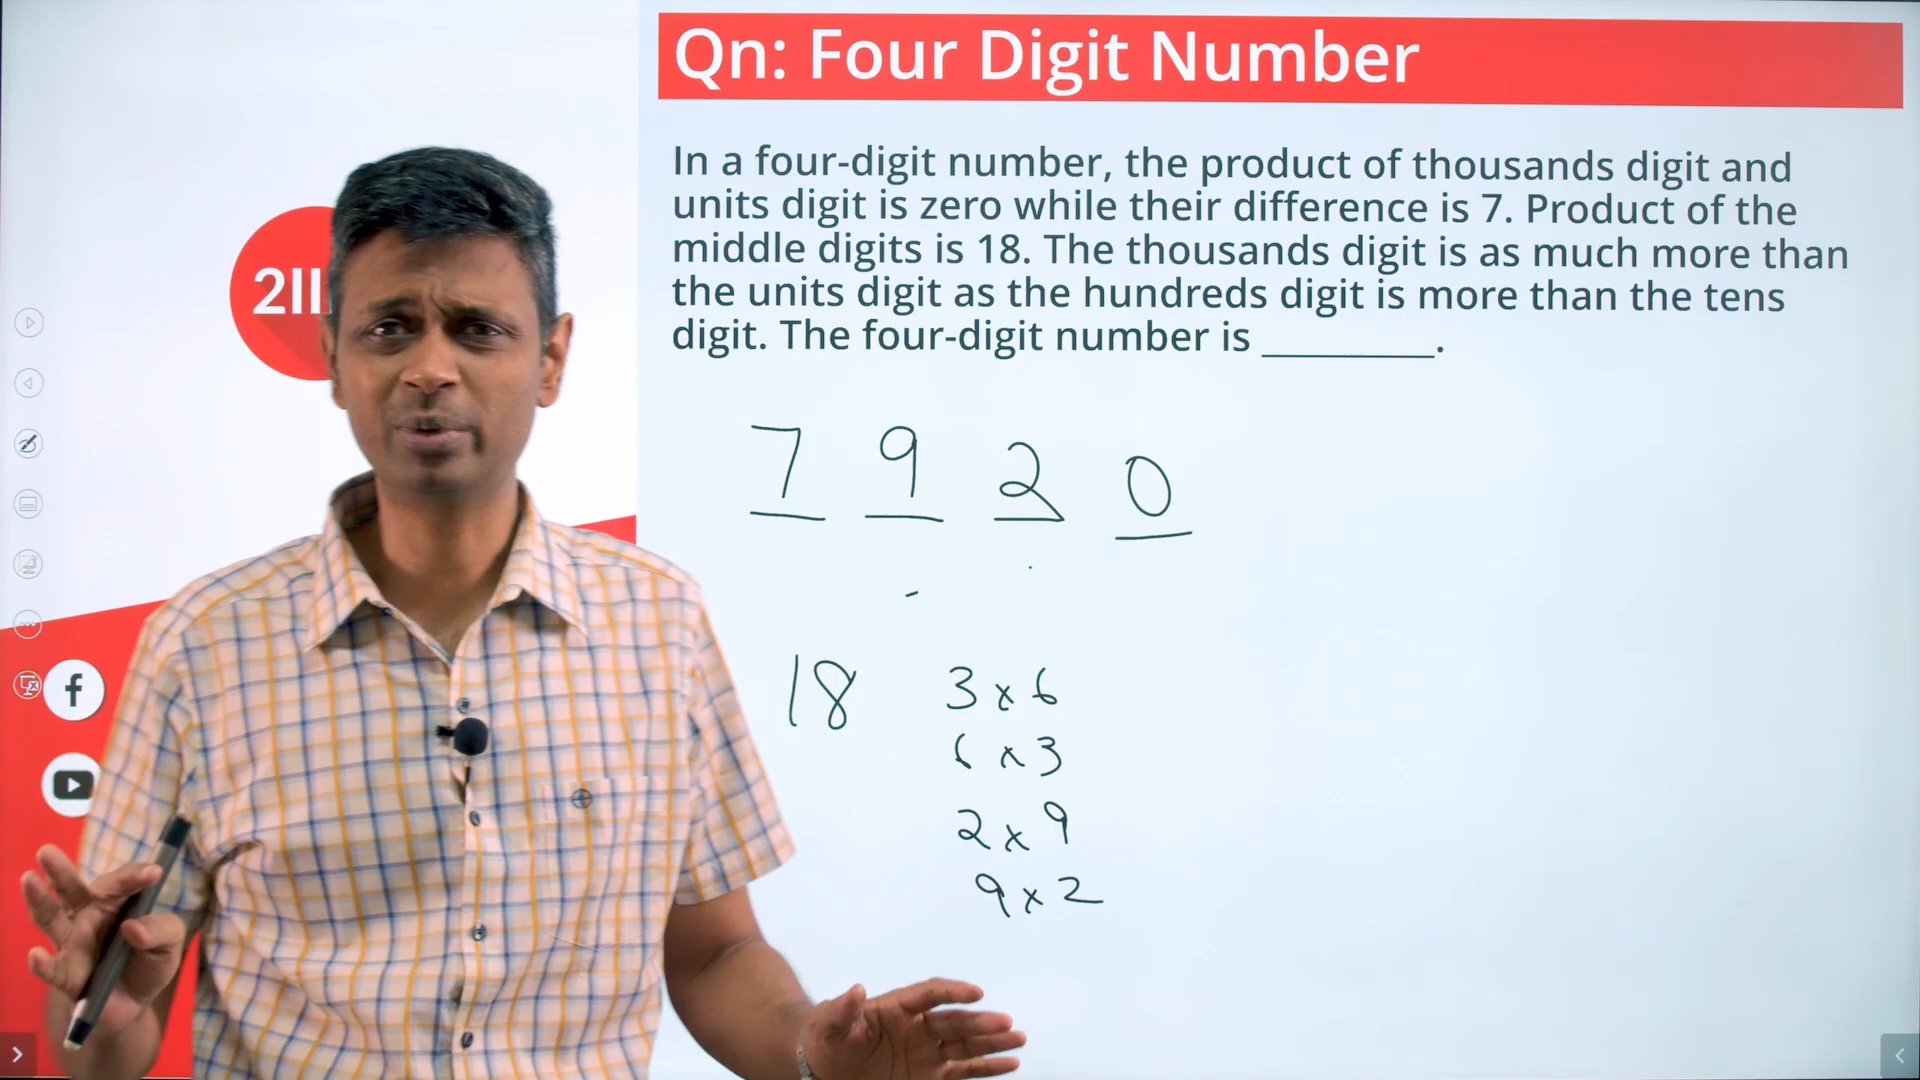 Qn: Four Digit Number
In a four-digit number, the product of thousands digit and
units digit is zero while their difference is 7. Product of the
middle digits is 18. The thousands digit is as much more than
the units digit as the hundreds digit is more than the tens
digit. The four-digit number is ________.
2II
7 9 2 0
18 3 x 6
6 x 3
2 x 9
9 x 2